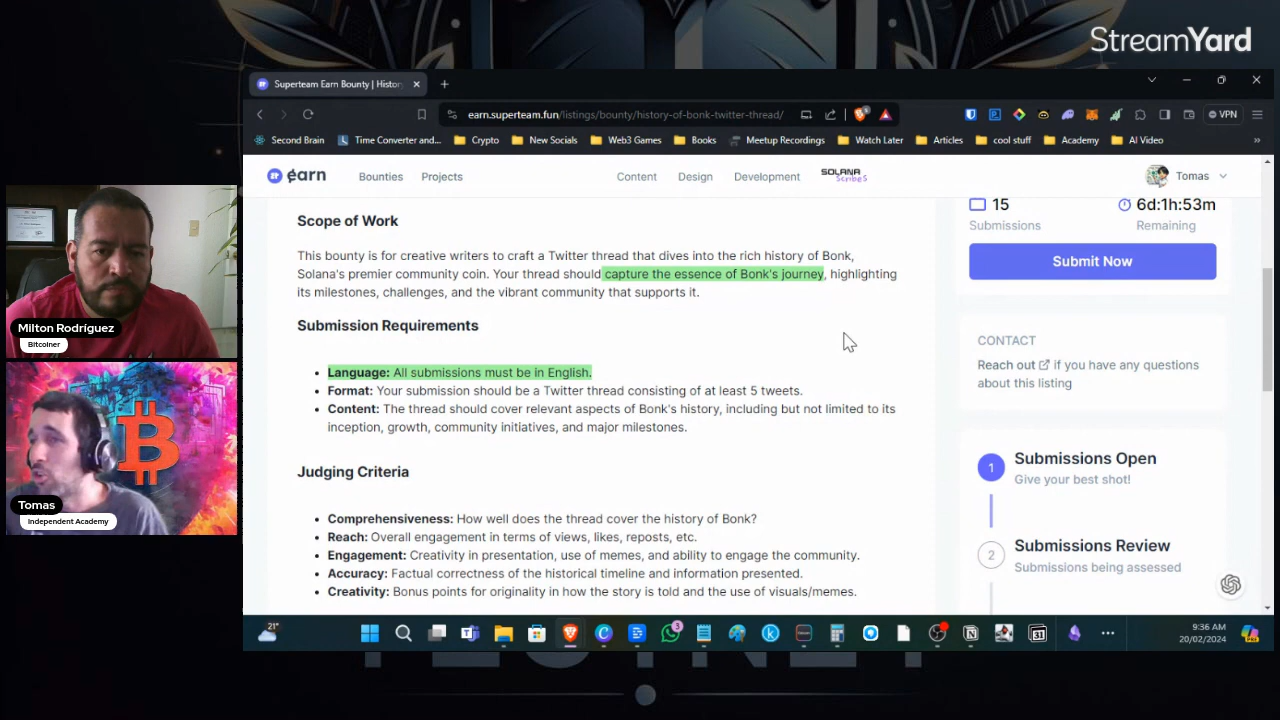 StreamYard
Superteam Earn Bounty | Histor
earn.superteam.fun/listings/bounty/history-of-bonk-twitter-thread/
VPN
Second Brain
Time Converter and...
Crypto
New Socials
Web3 Games
Books
Meetup Recordings
Watch Later
Articles
cool stuff
Academy
AI Video
earn
Bounties
Projects
Content
Design
Development
SOLANA
Scribes
Tomas
Scope of Work
This bounty is for creative writers to craft a Twitter thread that dives into the rich history of Bonk,
Solana's premier community coin. Your thread should capture the essence of Bonk's journey, highlighting
its milestones, challenges, and the vibrant community that supports it.
Submission Requirements
Language: All submissions must be in English.
Format: Your submission should be a Twitter thread consisting of at least 5 tweets.
Content: The thread should cover relevant aspects of Bonk's history, including but not limited to its
inception, growth, community initiatives, and major milestones.
Judging Criteria
Comprehensiveness: How well does the thread cover the history of Bonk?
Reach: Overall engagement in terms of views, likes, reposts, etc.
Engagement: Creativity in presentation, use of memes, and ability to engage the community.
Accuracy: Factual correctness of the historical timeline and information presented.
Creativity: Bonus points for originality in how the story is told and the use of visuals/memes.
15
Submissions
6d:1h:53m
Remaining
Submit Now
CONTACT
Reach out if you have any questions
about this listing
1
Submissions Open
Give your best shot!
2
Submissions Review
Submissions being assessed
Milton Rodríguez
Bitcoiner
Tomas
Independent Academy
21°
3
31
9:36 AM
20/02/2024